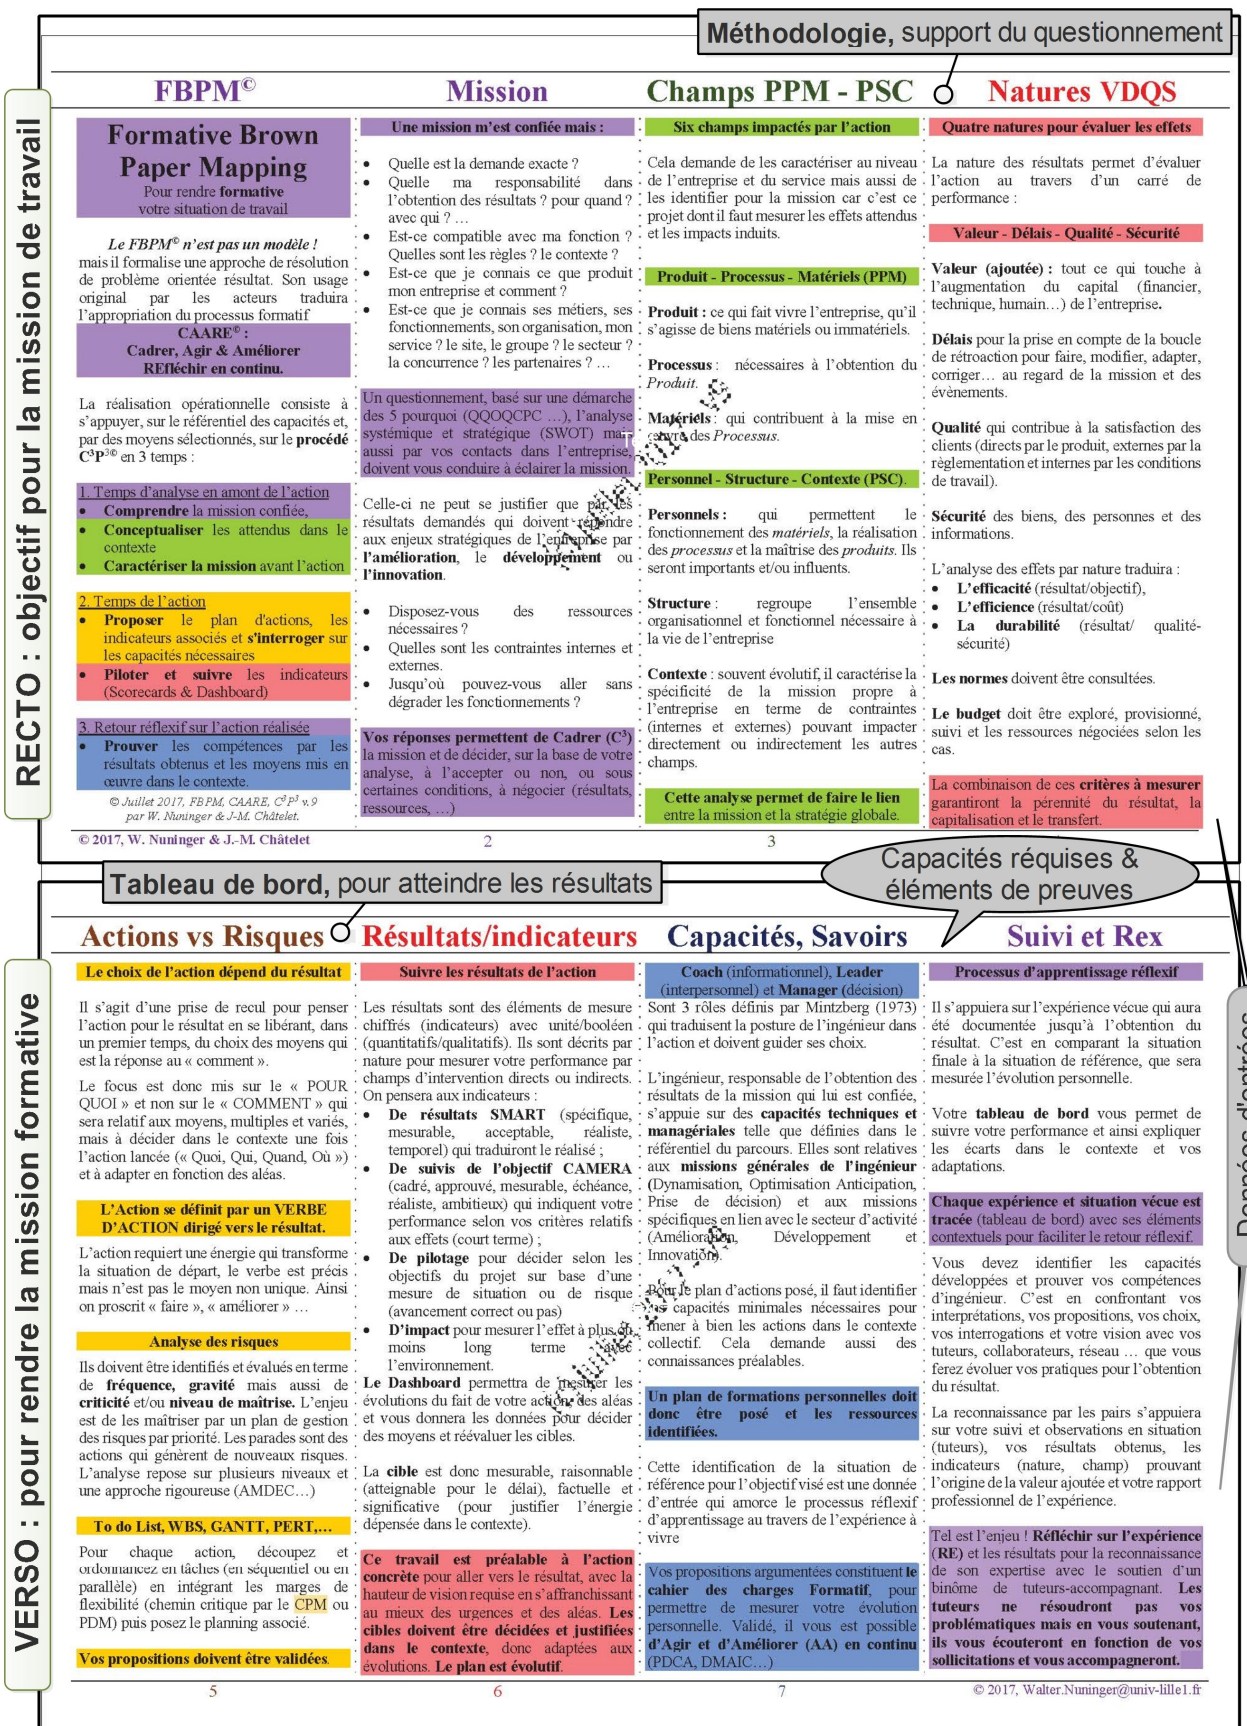 Méthodologie, support du questionnement
RECTO : objectif pour la mission de travail
FBPM©
Formative Brown
Paper Mapping
Pour rendre formative
votre situation de travail
Le FBPM© n'est pas un modèle !
mais il formalise une approche de résolution
de problème orientée résultat. Son usage
original par les acteurs traduira
l'appropriation du processus formatif
CAARE© :
Cadrer, Agir & Améliorer
REfléchir en continu.
La réalisation opérationnelle consiste à
s'appuyer, sur le référentiel des capacités et,
par des moyens sélectionnés, sur le procédé
C³P³© en 3 temps :
1. Temps d'analyse en amont de l'action
• Comprendre la mission confiée,
• Conceptualiser les attendus dans le
contexte
• Caractériser la mission avant l'action
2. Temps de l'action
• Proposer le plan d'actions, les
indicateurs associés et s'interroger sur
les capacités nécessaires
• Piloter et suivre les indicateurs
(Scorecards & Dashboard)
3. Retour réflexif sur l'action réalisée
• Prouver les compétences par les
résultats obtenus et les moyens mis en
œuvre dans le contexte.
© Juillet 2017, FBPM, CAARE, C³P³ v.9
par W. Nuninger & J-M. Châtelet.
© 2017, W. Nuninger & J.-M. Châtelet
Mission
Une mission m'est confiée mais :
• Quelle est la demande exacte ?
• Quelle ma responsabilité dans
l'obtention des résultats ? pour quand ?
avec qui ? …
• Est-ce compatible avec ma fonction ?
Quelles sont les règles ? le contexte ?
• Est-ce que je connais ce que produit
mon entreprise et comment ?
• Est-ce que je connais ses métiers, ses
fonctionnements, son organisation, mon
service ? le site, le groupe ? le secteur ?
la concurrence ? les partenaires ? …
Un questionnement, basé sur une démarche
des 5 pourquoi (QQOQCPC …), l'analyse
systémique et stratégique (SWOT) mais
aussi par vos contacts dans l'entreprise,
doivent vous conduire à éclairer la mission.
Celle-ci ne peut se justifier que par les
résultats demandés qui doivent répondre
aux enjeux stratégiques de l'entreprise par
l'amélioration, le développement ou
l'innovation.
• Disposez-vous des ressources
nécessaires ?
• Quelles sont les contraintes internes et
externes.
• Jusqu'où pouvez-vous aller sans
dégrader les fonctionnements ?
Vos réponses permettent de Cadrer (C³)
la mission et de décider, sur la base de votre
analyse, à l'accepter ou non, ou sous
certaines conditions, à négocier (résultats,
ressources, …)
2
Champs PPM - PSC
Six champs impactés par l'action
Cela demande de les caractériser au niveau
de l'entreprise et du service mais aussi de
les identifier pour la mission car c'est ce
projet dont il faut mesurer les effets attendus
et les impacts induits.
Produit - Processus - Matériels (PPM)
Produit : ce qui fait vivre l'entreprise, qu'il
s'agisse de biens matériels ou immatériels.
Processus : nécessaires à l'obtention du
Produit.
Matériels : qui contribuent à la mise en
œuvre des Processus.
Personnel - Structure - Contexte (PSC).
Personnels : qui permettent le
fonctionnement des matériels, la réalisation
des processus et la maîtrise des produits. Ils
seront importants et/ou influents.
Structure : regroupe l'ensemble
organisationnel et fonctionnel nécessaire à
la vie de l'entreprise
Contexte : souvent évolutif, il caractérise la
spécificité de la mission propre à
l'entreprise en terme de contraintes
(internes et externes) pouvant impacter
directement ou indirectement les autres
champs.
Cette analyse permet de faire le lien
entre la mission et la stratégie globale.
3
Natures VDQS
Quatre natures pour évaluer les effets
La nature des résultats permet d'évaluer
l'action au travers d'un carré de
performance :
Valeur - Délais - Qualité - Sécurité
Valeur (ajoutée) : tout ce qui touche à
l'augmentation du capital (financier,
technique, humain…) de l'entreprise.
Délais pour la prise en compte de la boucle
de rétroaction pour faire, modifier, adapter,
corriger… au regard de la mission et des
évènements.
Qualité qui contribue à la satisfaction des
clients (directs par le produit, externes par la
règlementation et internes par les conditions
de travail).
Sécurité des biens, des personnes et des
informations.
L'analyse des effets par nature traduira :
• L'efficacité (résultat/objectif),
• L'efficience (résultat/coût)
• La durabilité (résultat/ qualité-
sécurité)
Les normes doivent être consultées.
Le budget doit être exploré, provisionné,
suivi et les ressources négociées selon les
cas.
La combinaison de ces critères à mesurer
garantiront la pérennité du résultat, la
capitalisation et le transfert.
Tableau de bord, pour atteindre les résultats
Capacités réquises &
éléments de preuves
Données d'entrées
VERSO : pour rendre la mission formative
Actions vs Risques
Le choix de l'action dépend du résultat
Il s'agit d'une prise de recul pour penser
l'action pour le résultat en se libérant, dans
un premier temps, du choix des moyens qui
est la réponse au « comment ».
Le focus est donc mis sur le « POUR
QUOI » et non sur le « COMMENT » qui
sera relatif aux moyens, multiples et variés,
mais à décider dans le contexte une fois
l'action lancée (« Quoi, Qui, Quand, Où »)
et à adapter en fonction des aléas.
L'Action se définit par un VERBE
D'ACTION dirigé vers le résultat.
L'action requiert une énergie qui transforme
la situation de départ, le verbe est précis
mais n'est pas le moyen non unique. Ainsi
on proscrit « faire », « améliorer » …
Analyse des risques
Ils doivent être identifiés et évalués en terme
de fréquence, gravité mais aussi de
criticité et/ou niveau de maîtrise. L'enjeu
est de les maîtriser par un plan de gestion
des risques par priorité. Les parades sont des
actions qui génèrent de nouveaux risques.
L'analyse repose sur plusieurs niveaux et
une approche rigoureuse (AMDEC…)
To do List, WBS, GANTT, PERT,…
Pour chaque action, découpez et
ordonnancez en tâches (en séquentiel ou en
parallèle) en intégrant les marges de
flexibilité (chemin critique par le CPM ou
PDM) puis posez le planning associé.
Vos propositions doivent être validées.
5
Résultats/indicateurs
Suivre les résultats de l'action
Les résultats sont des éléments de mesure
chiffrés (indicateurs) avec unité/booléen
(quantitatifs/qualitatifs). Ils sont décrits par
nature pour mesurer votre performance par
champs d'intervention directs ou indirects.
On pensera aux indicateurs :
• De résultats SMART (spécifique,
mesurable, acceptable, réaliste,
temporel) qui traduiront le réalisé ;
• De suivis de l'objectif CAMERA
(cadré, approuvé, mesurable, échéance,
réaliste, ambitieux) qui indiquent votre
performance selon vos critères relatifs
aux effets (court terme) ;
• De pilotage pour décider selon les
objectifs du projet sur base d'une
mesure de situation ou de risque
(avancement correct ou pas)
• D'impact pour mesurer l'effet à plus ou
moins long terme avec
l'environnement.
Le Dashboard permettra de mesurer les
évolutions du fait de votre action, des aléas
et vous donnera les données pour décider
des moyens et réévaluer les cibles.
La cible est donc mesurable, raisonnable
(atteignable pour le délai), factuelle et
significative (pour justifier l'énergie
dépensée dans le contexte).
Ce travail est préalable à l'action
concrète pour aller vers le résultat, avec la
hauteur de vision requise en s'affranchissant
au mieux des urgences et des aléas. Les
cibles doivent être décidées et justifiées
dans le contexte, donc adaptées aux
évolutions. Le plan est évolutif.
6
Capacités, Savoirs
Coach (informationnel), Leader
(interpersonnel) et Manager (décision)
Sont 3 rôles définis par Mintzberg (1973)
qui traduisent la posture de l'ingénieur dans
l'action et doivent guider ses choix.
L'ingénieur, responsable de l'obtention des
résultats de la mission qui lui est confiée,
s'appuie sur des capacités techniques et
managériales telle que définies dans le
référentiel du parcours. Elles sont relatives
aux missions générales de l'ingénieur
(Dynamisation, Optimisation Anticipation,
Prise de décision) et aux missions
spécifiques en lien avec le secteur d'activité
(Amélioration, Développement et
Innovation).
Pour le plan d'actions posé, il faut identifier
les capacités minimales nécessaires pour
mener à bien les actions dans le contexte
collectif. Cela demande aussi des
connaissances préalables.
Un plan de formations personnelles doit
donc être posé et les ressources
identifiées.
Cette identification de la situation de
référence pour l'objectif visé est une donnée
d'entrée qui amorce le processus réflexif
d'apprentissage au travers de l'expérience à
vivre
Vos propositions argumentées constituent le
cahier des charges Formatif, pour
permettre de mesurer votre évolution
personnelle. Validé, il vous est possible
d'Agir et d'Améliorer (AA) en continu
(PDCA, DMAIC…)
7
Suivi et Rex
Processus d'apprentissage réflexif
Il s'appuiera sur l'expérience vécue qui aura
été documentée jusqu'à l'obtention du
résultat. C'est en comparant la situation
finale à la situation de référence, que sera
mesurée l'évolution personnelle.
Votre tableau de bord vous permet de
suivre votre performance et ainsi expliquer
les écarts dans le contexte et vos
adaptations.
Chaque expérience et situation vécue est
tracée (tableau de bord) avec ses éléments
contextuels pour faciliter le retour réflexif.
Vous devez identifier les capacités
développées et prouver vos compétences
d'ingénieur. C'est en confrontant vos
interprétations, vos propositions, vos choix,
vos interrogations et votre vision avec vos
tuteurs, collaborateurs, réseau … que vous
ferez évoluer vos pratiques pour l'obtention
du résultat.
La reconnaissance par les pairs s'appuiera
sur votre suivi et observations en situation
(tuteurs), vos résultats obtenus, les
indicateurs (nature, champ) prouvant
l'origine de la valeur ajoutée et votre rapport
professionnel de l'expérience.
Tel est l'enjeu ! Réfléchir sur l'expérience
(RE) et les résultats pour la reconnaissance
de son expertise avec le soutien d'un
binôme de tuteurs-accompagnant. Les
tuteurs ne résoudront pas vos
problématiques mais en vous soutenant,
ils vous écouteront en fonction de vos
sollicitations et vous accompagneront.
© 2017, Walter.Nuninger@univ-lille1.fr